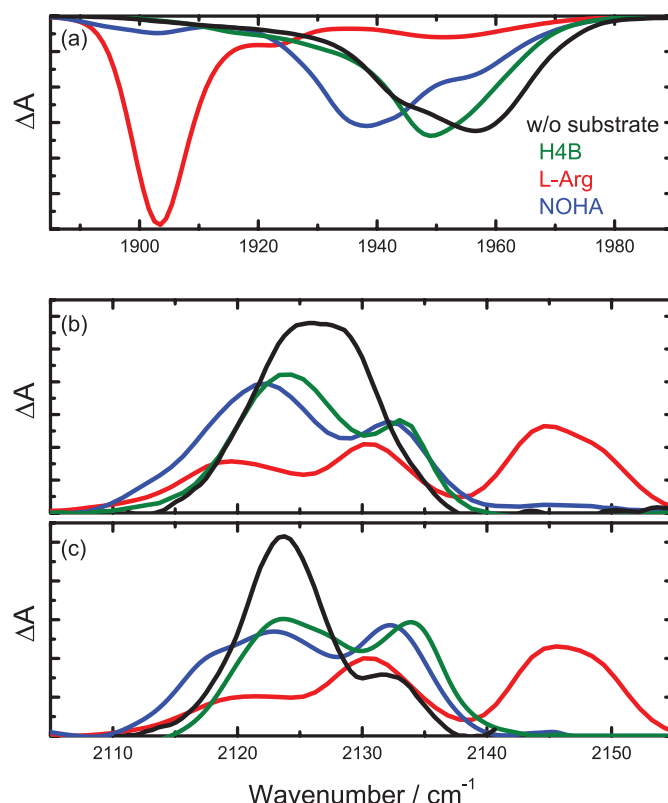 (a)
ΔA
w/o substrate
H4B
L-Arg
NOHA
1900 1920 1940 1960 1980
(b)
ΔA
(c)
ΔA
2110 2120 2130 2140 2150
Wavenumber / cm⁻¹